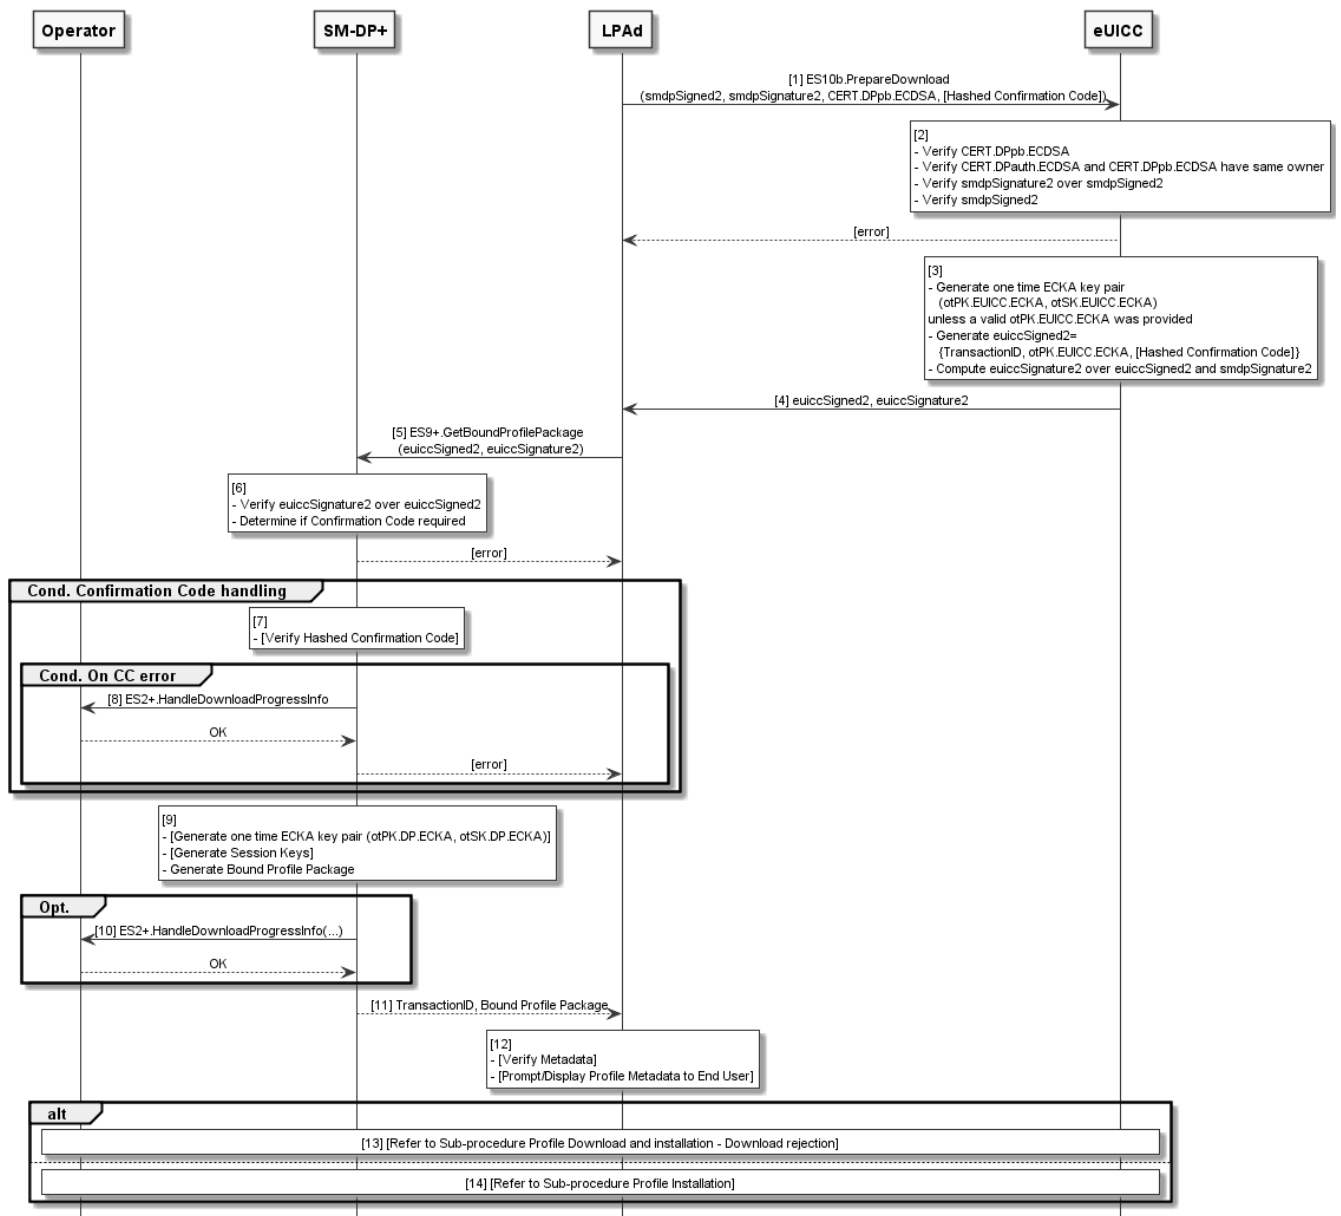 Operator
SM-DP+
LPAd
eUICC
[1] ES10b.PrepareDownload
(smdpSigned2, smdpSignature2, CERT.DPpb.ECDSA, [Hashed Confirmation Code])
[2]
- Verify CERT.DPpb.ECDSA
- Verify CERT.DPauth.ECDSA and CERT.DPpb.ECDSA have same owner
- Verify smdpSignature2 over smdpSigned2
- Verify smdpSigned2
[error]
[3]
- Generate one time ECKA key pair
(otPK.EUICC.ECKA, otSK.EUICC.ECKA)
unless a valid otPK.EUICC.ECKA was provided
- Generate euiccSigned2=
{TransactionID, otPK.EUICC.ECKA, [Hashed Confirmation Code]}
- Compute euiccSignature2 over euiccSigned2 and smdpSignature2
[4] euiccSigned2, euiccSignature2
[5] ES9+.GetBoundProfilePackage
(euiccSigned2, euiccSignature2)
[6]
- Verify euiccSignature2 over euiccSigned2
- Determine if Confirmation Code required
[error]
Cond. Confirmation Code handling
[7]
- [Verify Hashed Confirmation Code]
Cond. On CC error
[8] ES2+.HandleDownloadProgressInfo
OK
[error]
[9]
- [Generate one time ECKA key pair (otPK.DP.ECKA, otSK.DP.ECKA)]
- [Generate Session Keys]
- Generate Bound Profile Package
Opt.
[10] ES2+.HandleDownloadProgressInfo(...)
OK
[11] TransactionID, Bound Profile Package
[12]
- [Verify Metadata]
- [Prompt/Display Profile Metadata to End User]
alt
[13] [Refer to Sub-procedure Profile Download and installation - Download rejection]
[14] [Refer to Sub-procedure Profile Installation]